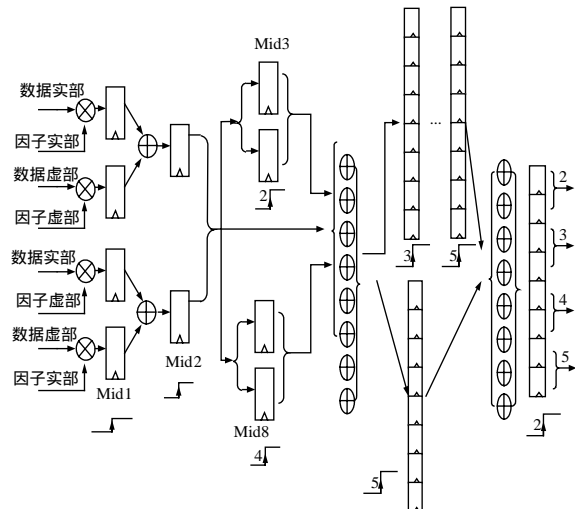 数据实部
因子实部
数据虚部
因子虚部
数据实部
因子虚部
数据虚部
因子实部
Mid1
Mid2
Mid3
2
Mid8
4
...
3
5
5
2
3
4
5
2